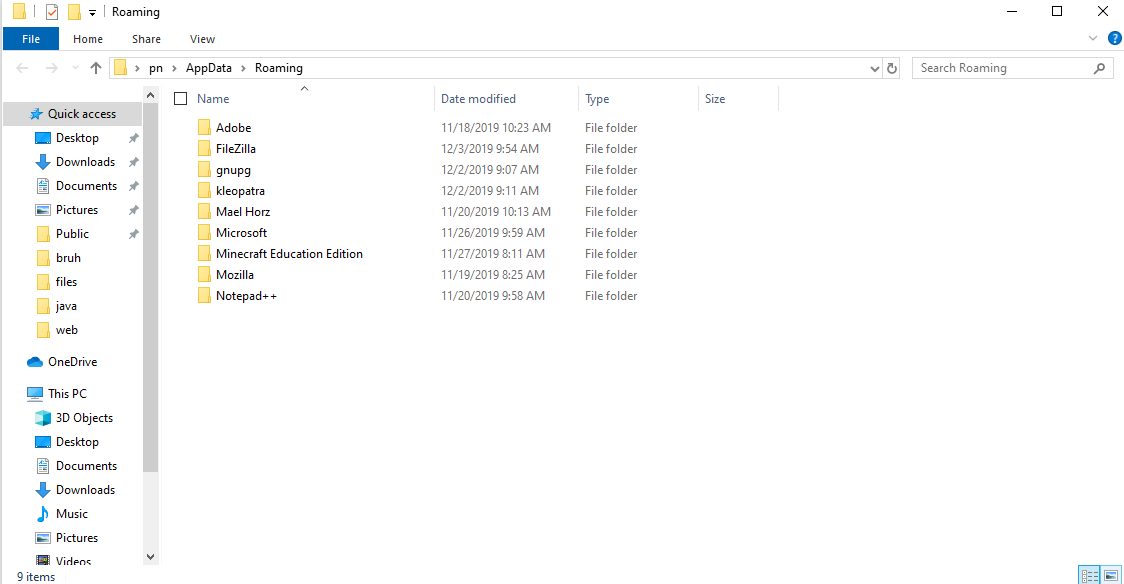 Roaming
File Home Share View
pn AppData Roaming Search Roaming
Name Date modified Type Size
Quick access
Desktop
Downloads
Documents
Pictures
Public
bruh
files
java
web
OneDrive
This PC
3D Objects
Desktop
Documents
Downloads
Music
Pictures
Videos
Adobe 11/18/2019 10:23 AM File folder
FileZilla 12/3/2019 9:54 AM File folder
gnupg 12/2/2019 9:07 AM File folder
kleopatra 12/2/2019 9:11 AM File folder
Mael Horz 11/20/2019 10:13 AM File folder
Microsoft 11/26/2019 9:59 AM File folder
Minecraft Education Edition 11/27/2019 8:11 AM File folder
Mozilla 11/19/2019 8:25 AM File folder
Notepad++ 11/20/2019 9:58 AM File folder
9 items